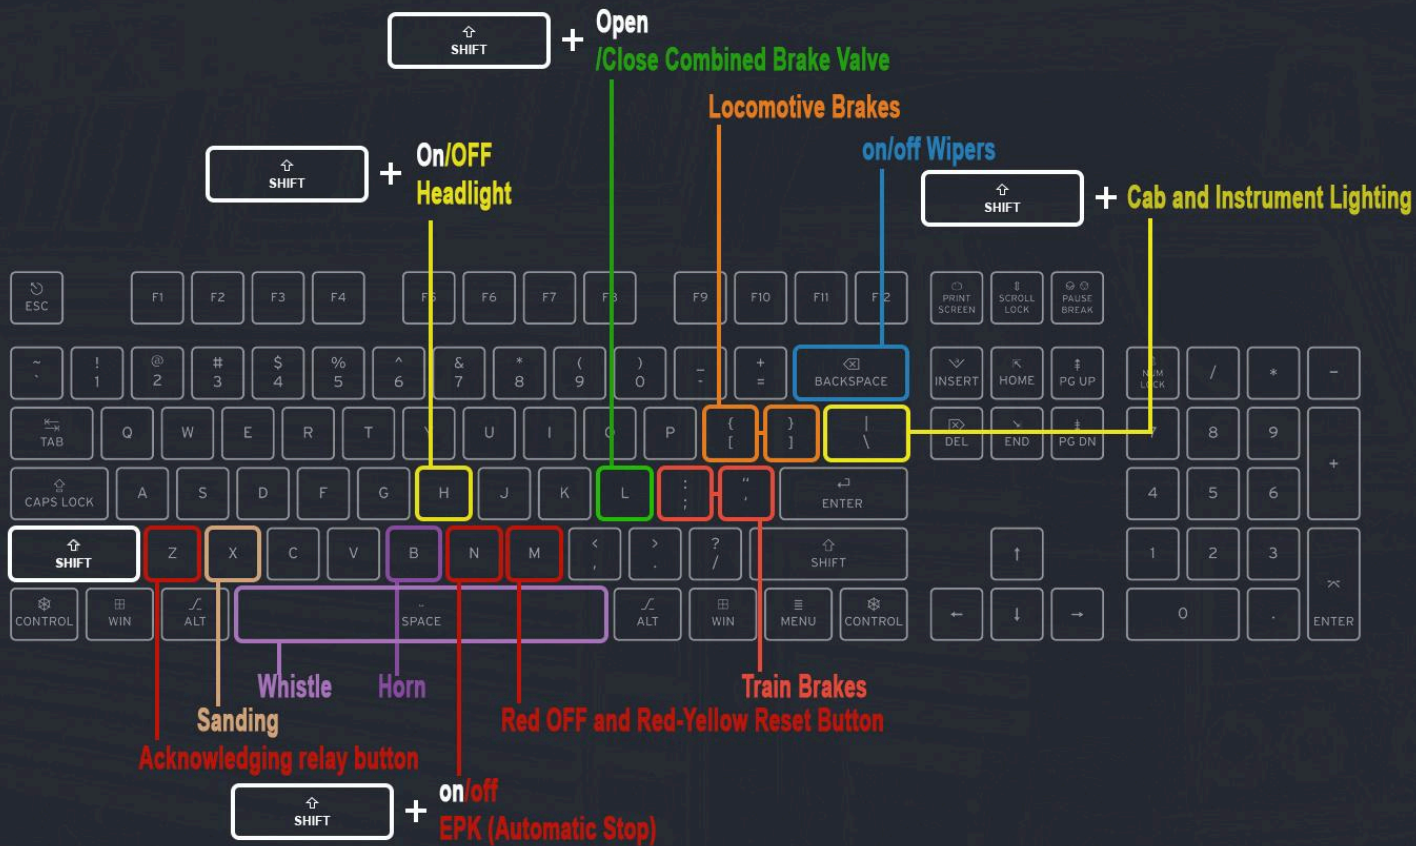 SHIFT + Open
/Close Combined Brake Valve
Locomotive Brakes
SHIFT + On/OFF
Headlight
on/off Wipers
SHIFT + Cab and Instrument Lighting
ESC F1 F2 F3 F4 F5 F6 F7 F8 F9 F10 F11 F12 PRINT SCREEN SCROLL LOCK PAUSE BREAK
~ ! @ # $ % ^ & * ( ) _ +
` 1 2 3 4 5 6 7 8 9 0 - = BACKSPACE INSERT HOME PG UP NUM LOCK / * -
TAB Q W E R T Y U I O P { [ } ] | \ DEL END PG DN 7 8 9 +
CAPS LOCK A S D F G H J K L : ; " ' ENTER 4 5 6
SHIFT Z X C V B N M < , > . ? / SHIFT ↑ 1 2 3 ENTER
CONTROL WIN ALT SPACE ALT WIN MENU CONTROL ← ↓ → 0 .
Whistle Horn Train Brakes
Sanding Red OFF and Red-Yellow Reset Button
Acknowledging relay button
SHIFT + on/off
EPK (Automatic Stop)